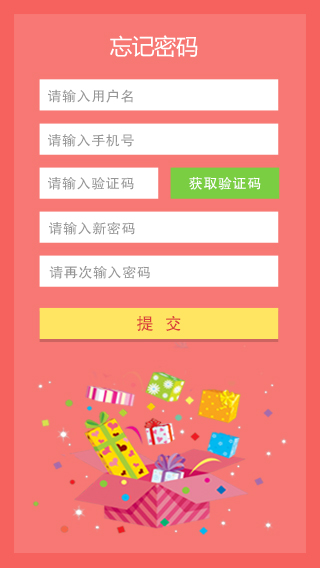 忘记密码
请输入用户名
请输入手机号
请输入验证码 获取验证码
请输入新密码
请再次输入密码
提 交